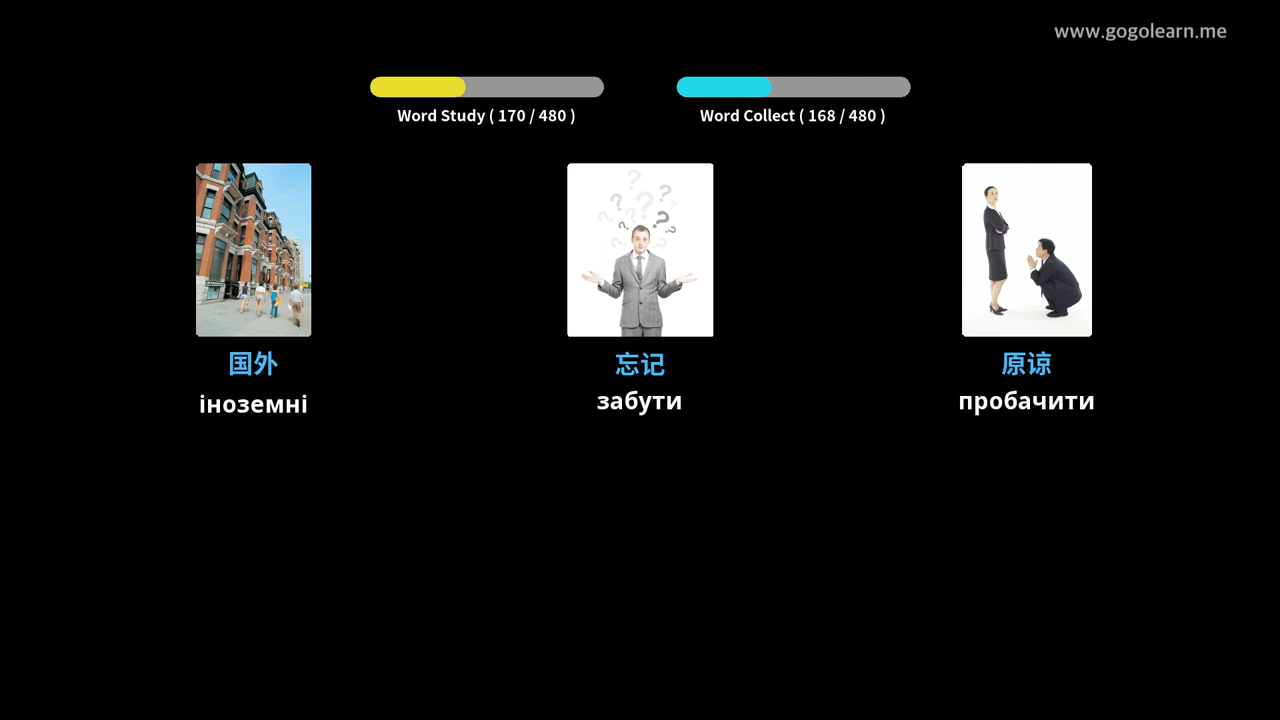 www.gogolearn.me
Word Study ( 170 / 480 )
Word Collect ( 168 / 480 )
国外
忘记
原谅
іноземні
забути
пробачити